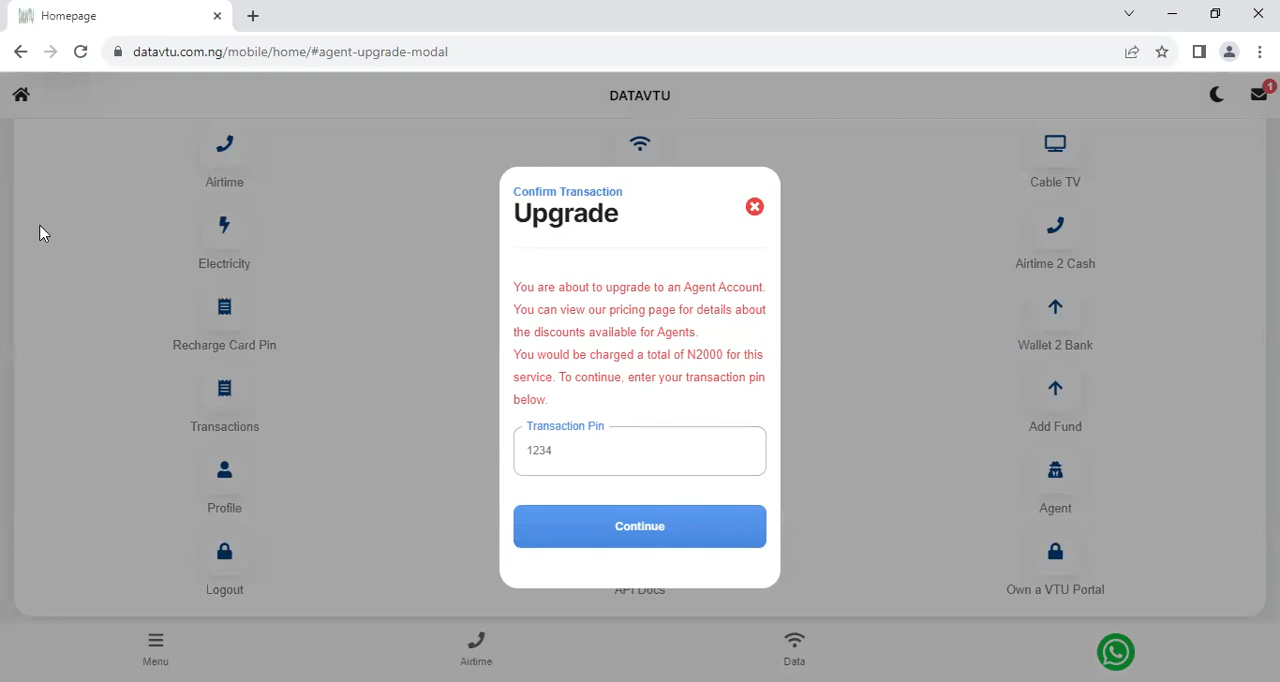 Homepage
datavtu.com.ng/mobile/home/#agent-upgrade-modal
DATAVTU
1
Airtime
Cable TV
Electricity
Airtime 2 Cash
Recharge Card Pin
Wallet 2 Bank
Transactions
Add Fund
Profile
Agent
Logout
API Docs
Own a VTU Portal
Confirm Transaction
Upgrade
You are about to upgrade to an Agent Account.
You can view our pricing page for details about
the discounts available for Agents.
You would be charged a total of N2000 for this
service. To continue, enter your transaction pin
below.
Transaction Pin
1234
Continue
Menu
Airtime
Data